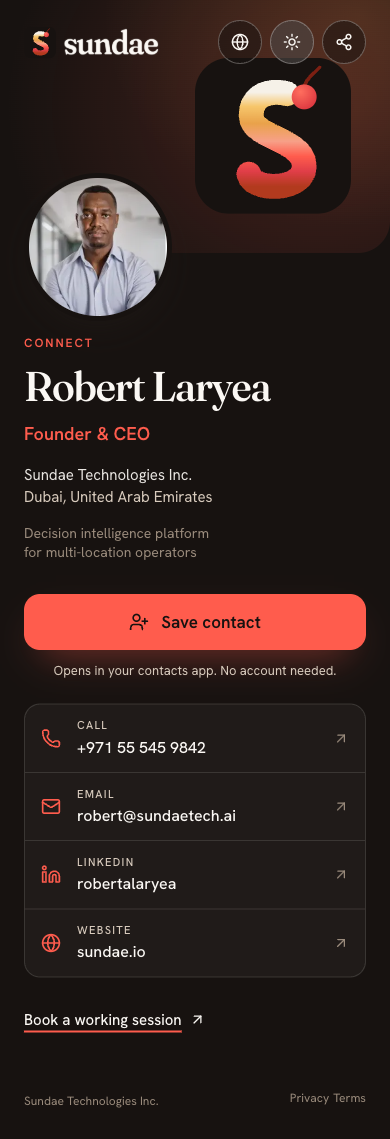 sundae
CONNECT
Robert Laryea
Founder & CEO
Sundae Technologies Inc.
Dubai, United Arab Emirates
Decision intelligence platform
for multi-location operators
Save contact
Opens in your contacts app. No account needed.
CALL
+971 55 545 9842
EMAIL
robert@sundaetech.ai
LINKEDIN
robertalaryea
WEBSITE
sundae.io
Book a working session
Sundae Technologies Inc.
Privacy Terms